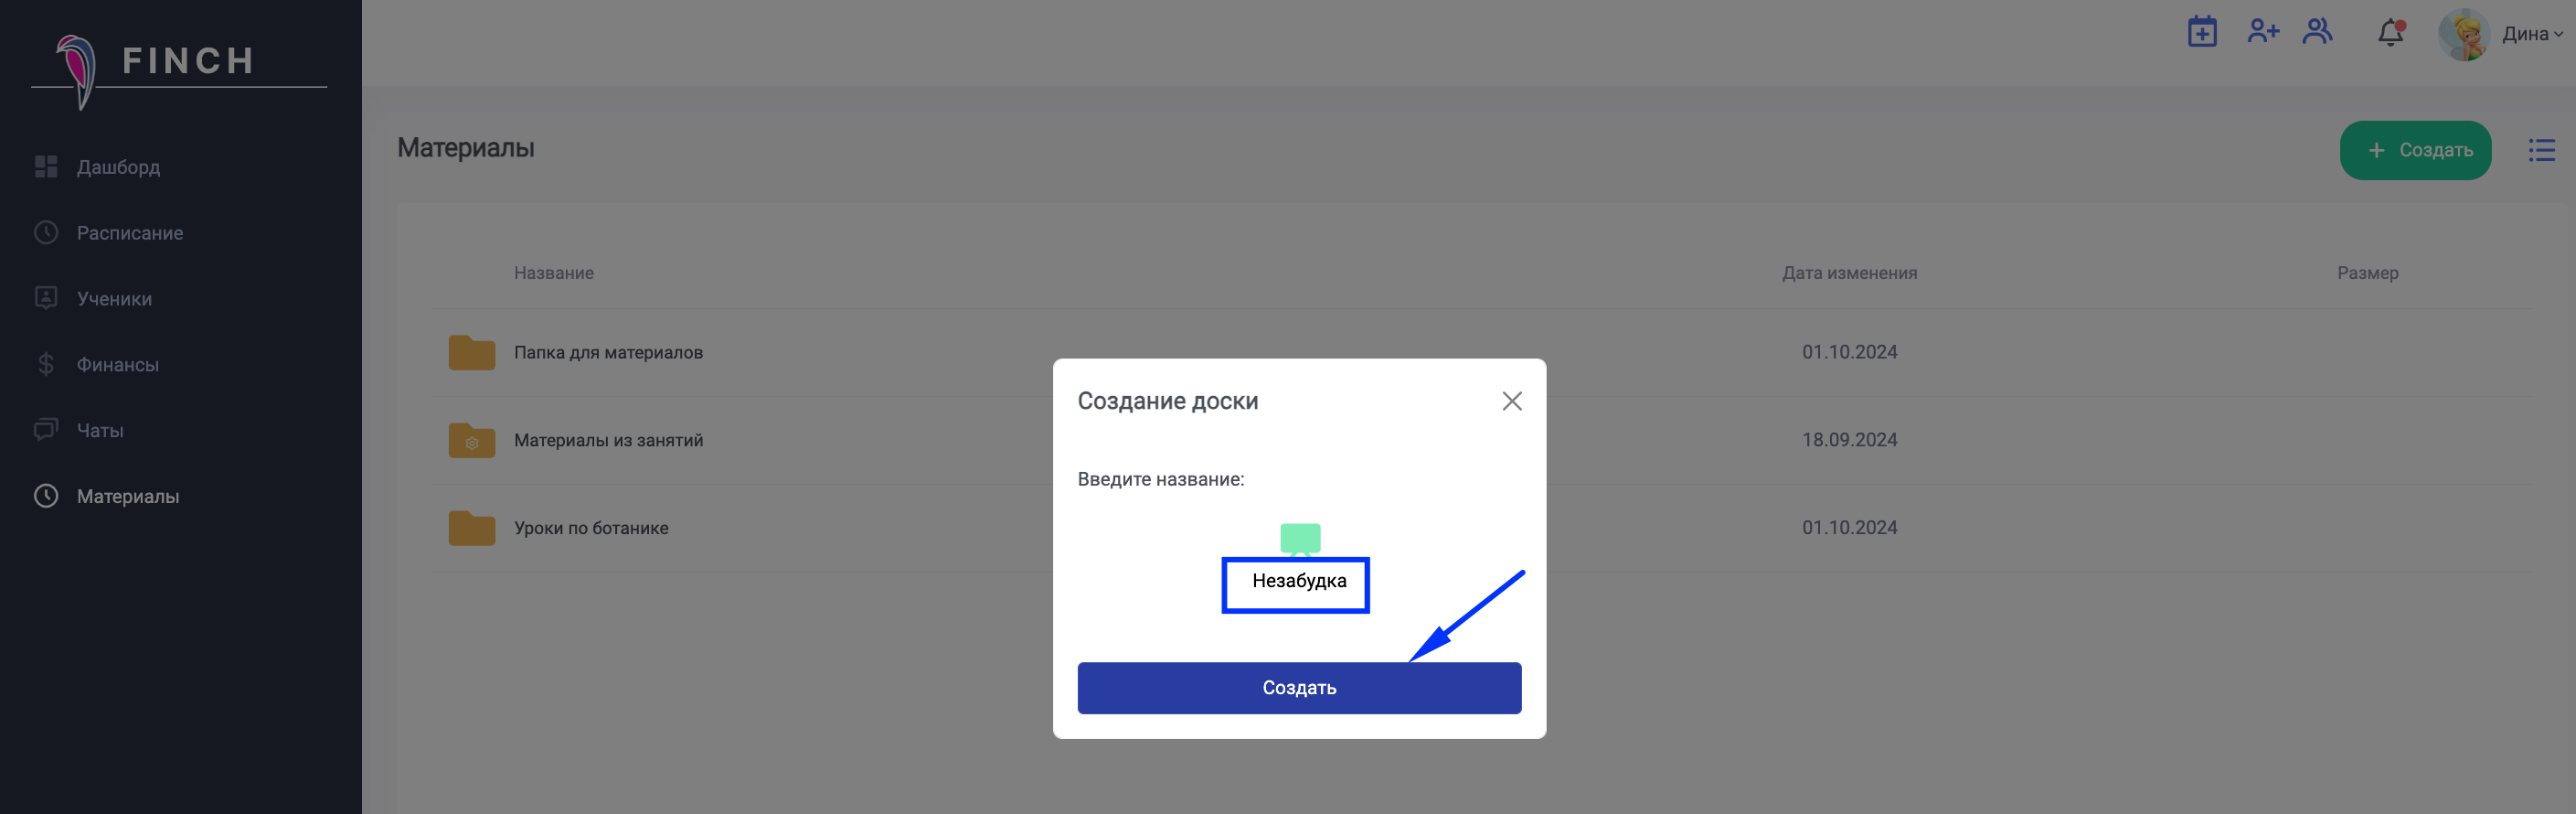 FINCH
Дина
Дашборд
Расписание
Ученики
Финансы
Чаты
Материалы
Материалы
+ Создать
Название Дата изменения Размер
Папка для материалов 01.10.2024
Материалы из занятий 18.09.2024
Уроки по ботанике 01.10.2024
Создание доски
Введите название:
Незабудка
Создать